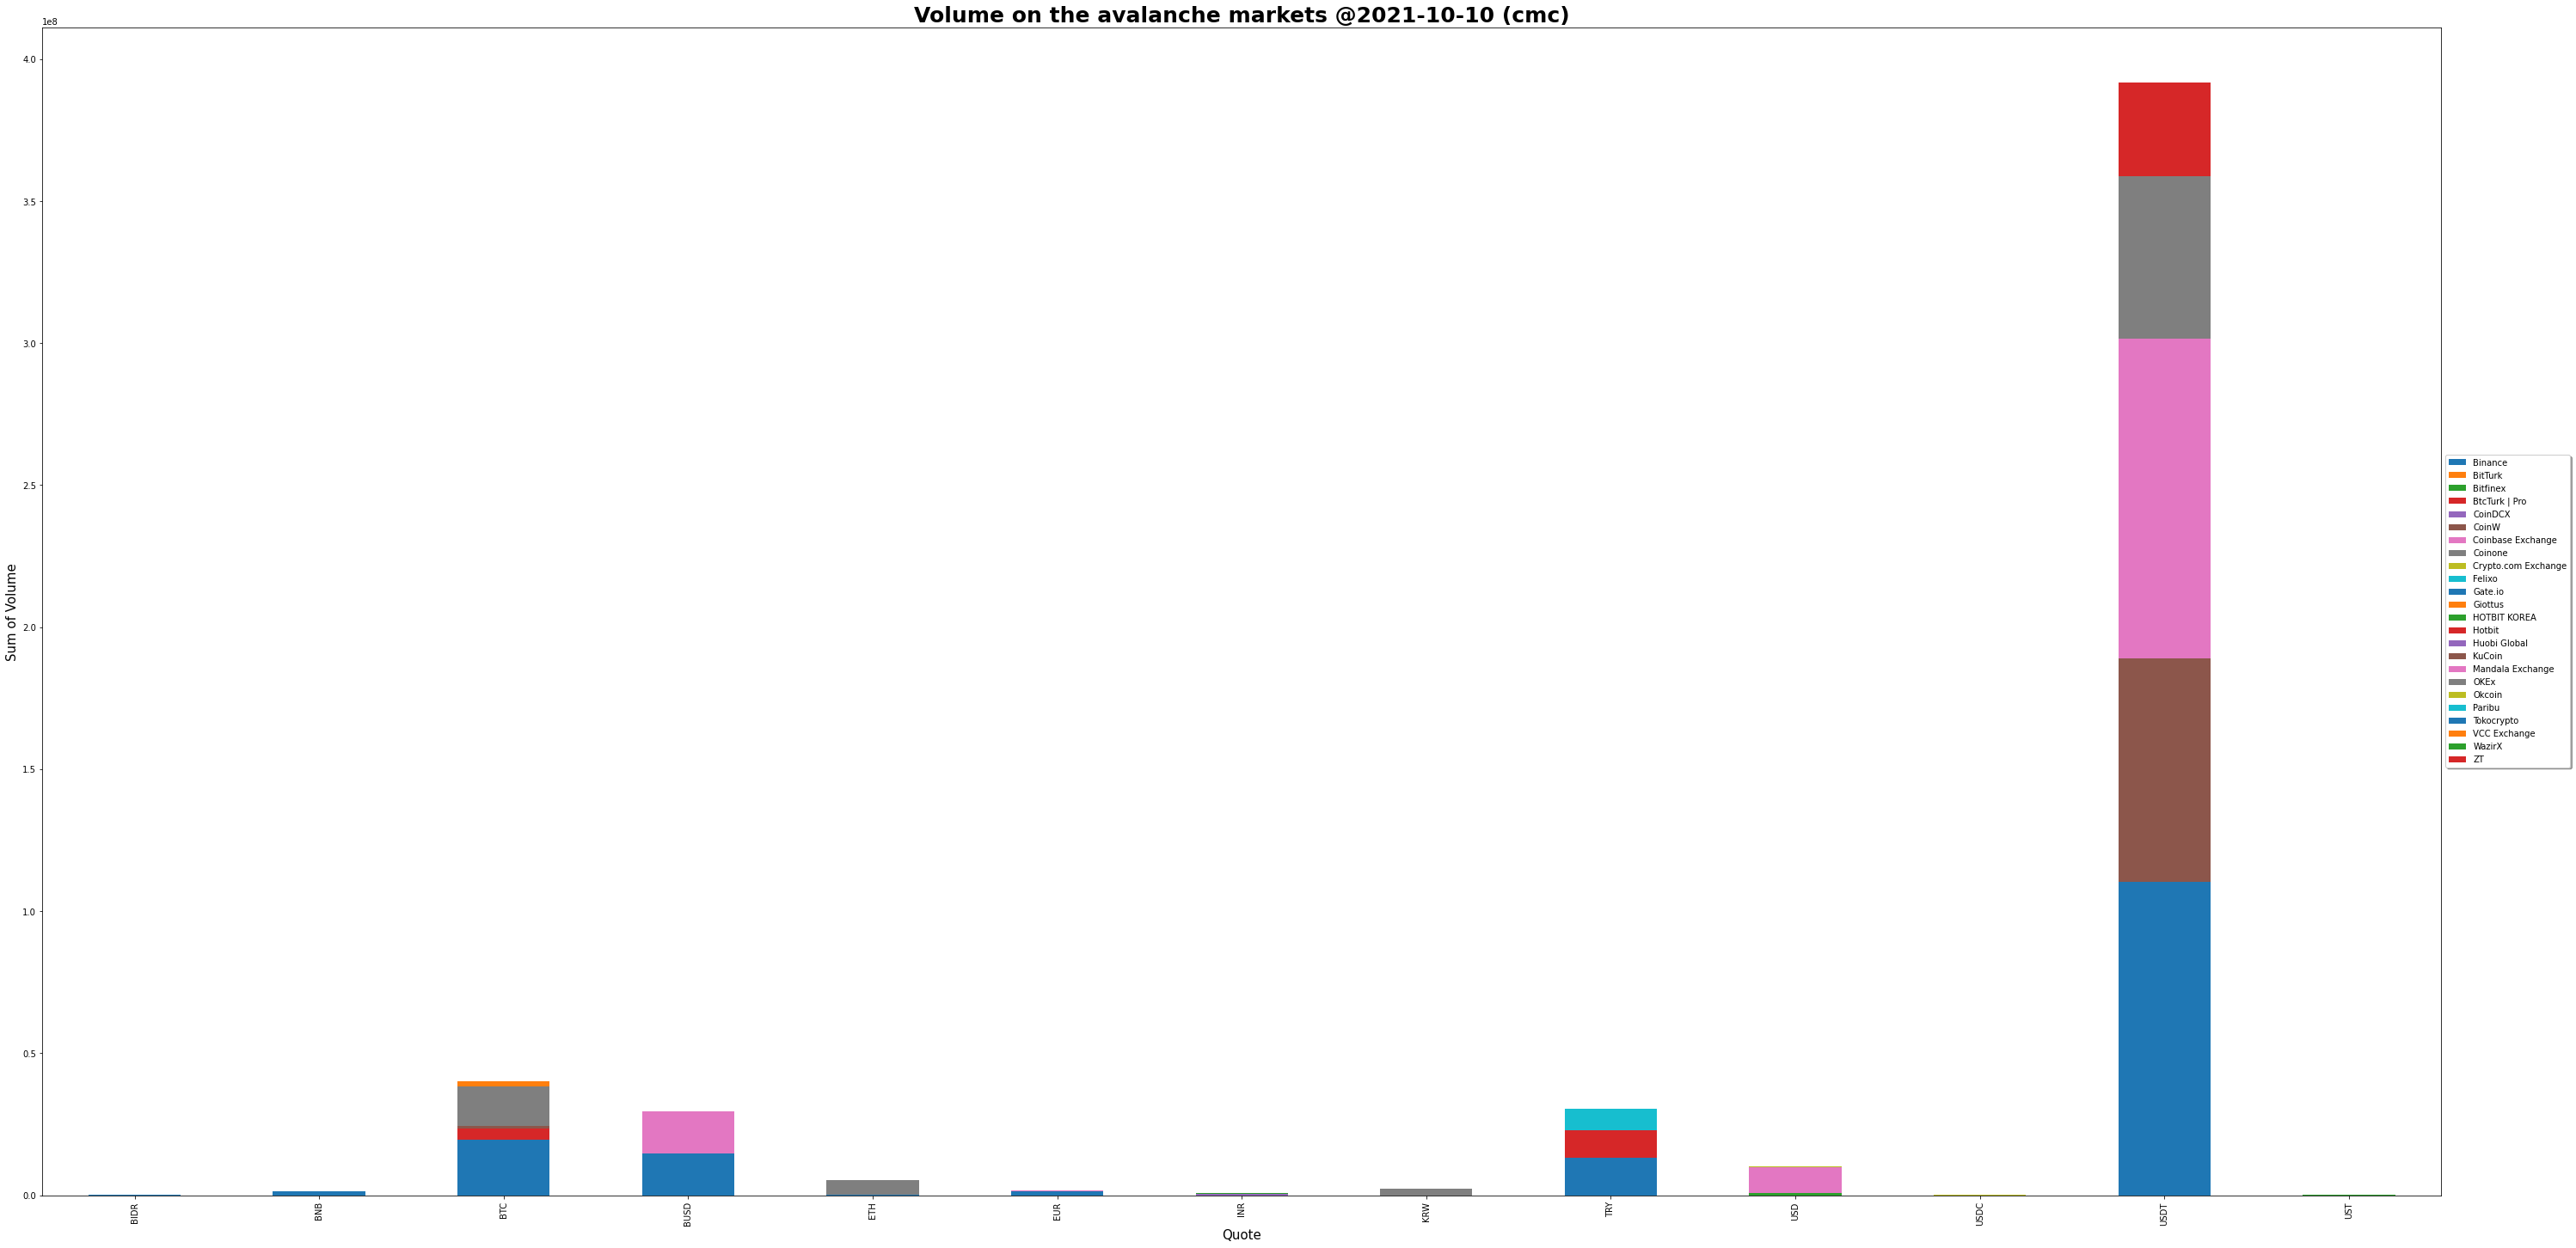 Volume on the avalanche markets @2021-10-10 (cmc)
1e8
4.0
3.5
3.0
2.5
2.0
1.5
1.0
0.5
0.0
Sum of Volume
BIDR
BNB
BTC
BUSD
ETH
EUR
INR
KRW
TRY
USD
USDC
USDT
UST
Quote
Binance
BitTurk
Bitfinex
BtcTurk | Pro
CoinDCX
CoinW
Coinbase Exchange
Coinone
Crypto.com Exchange
Felixo
Gate.io
Giottus
HOTBIT KOREA
Hotbit
Huobi Global
KuCoin
Mandala Exchange
OKEx
Okcoin
Paribu
Tokocrypto
VCC Exchange
WazirX
ZT